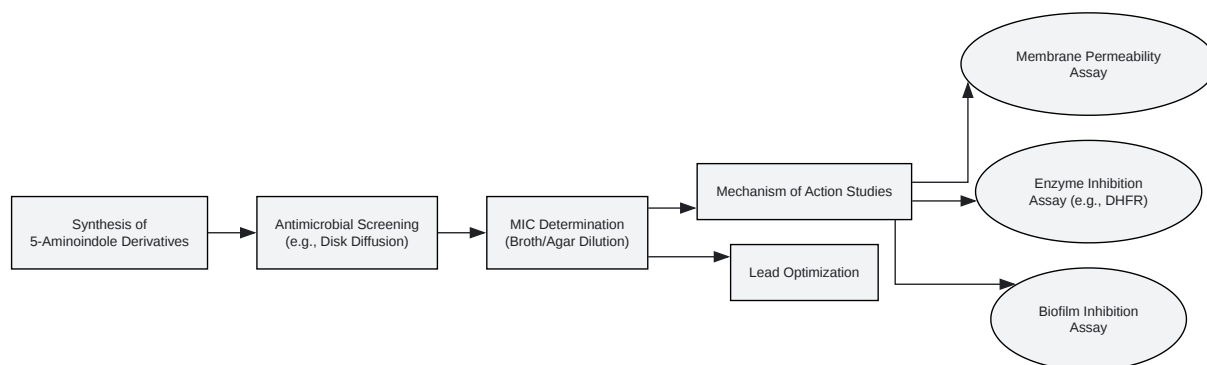 Synthesis of
5-Aminoindole Derivatives
Antimicrobial Screening
(e.g., Disk Diffusion)
MIC Determination
(Broth/Agar Dilution)
Mechanism of Action Studies
Lead Optimization
Membrane Permeability
Assay
Enzyme Inhibition
Assay (e.g., DHFR)
Biofilm Inhibition
Assay